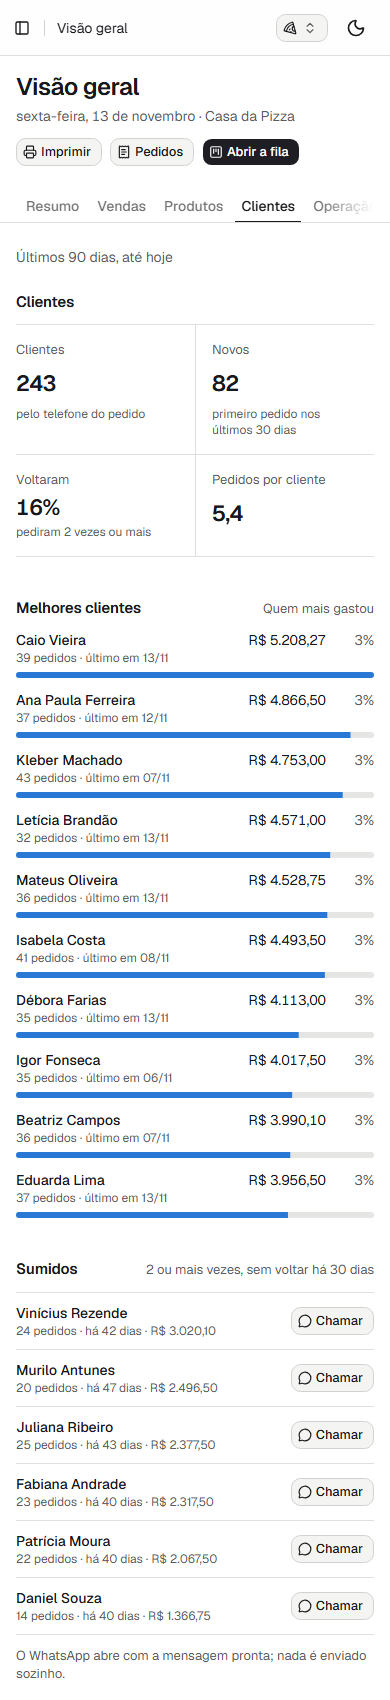 Visão geral
Visão geral
sexta-feira, 13 de novembro · Casa da Pizza
Imprimir
Pedidos
Abrir a fila
Resumo
Vendas
Produtos
Clientes
Operaçã
Últimos 90 dias, até hoje
Clientes
Clientes
243
pelo telefone do pedido
Novos
82
primeiro pedido nos
últimos 30 dias
Voltaram
16%
pediram 2 vezes ou mais
Pedidos por cliente
5,4
Melhores clientes
Quem mais gastou
Caio Vieira R$ 5.208,27 3%
39 pedidos · último em 13/11
Ana Paula Ferreira R$ 4.866,50 3%
37 pedidos · último em 12/11
Kleber Machado R$ 4.753,00 3%
43 pedidos · último em 07/11
Letícia Brandão R$ 4.571,00 3%
32 pedidos · último em 13/11
Mateus Oliveira R$ 4.528,75 3%
36 pedidos · último em 13/11
Isabela Costa R$ 4.493,50 3%
41 pedidos · último em 08/11
Débora Farias R$ 4.113,00 3%
35 pedidos · último em 13/11
Igor Fonseca R$ 4.017,50 3%
35 pedidos · último em 06/11
Beatriz Campos R$ 3.990,10 3%
36 pedidos · último em 07/11
Eduarda Lima R$ 3.956,50 3%
37 pedidos · último em 13/11
Sumidos
2 ou mais vezes, sem voltar há 30 dias
Vinícius Rezende
24 pedidos · há 42 dias · R$ 3.020,10
Chamar
Murilo Antunes
20 pedidos · há 47 dias · R$ 2.496,50
Chamar
Juliana Ribeiro
25 pedidos · há 43 dias · R$ 2.377,50
Chamar
Fabiana Andrade
23 pedidos · há 40 dias · R$ 2.317,50
Chamar
Patrícia Moura
22 pedidos · há 40 dias · R$ 2.067,50
Chamar
Daniel Souza
14 pedidos · há 40 dias · R$ 1.366,75
Chamar
O WhatsApp abre com a mensagem pronta; nada é enviado
sozinho.